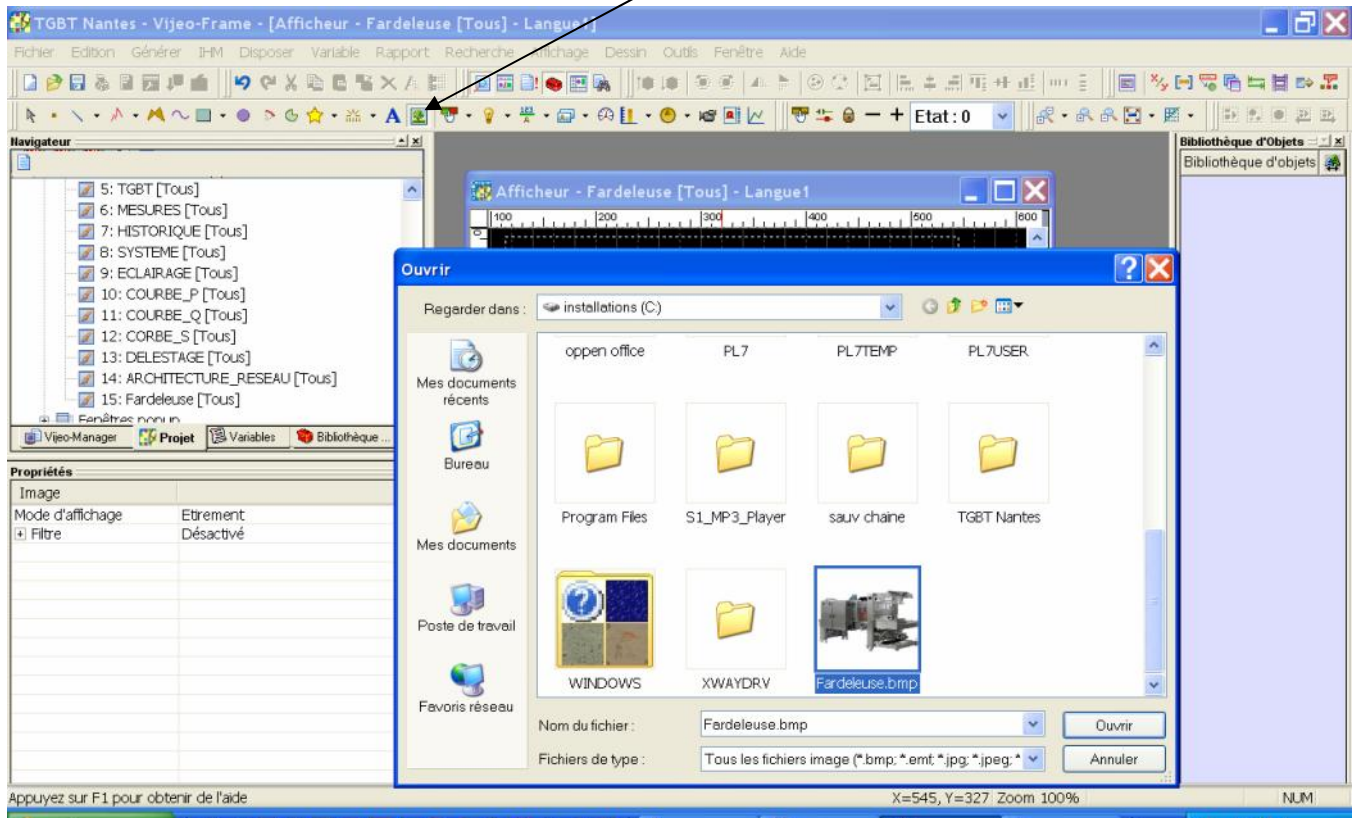 TGBT Nantes - Vijeo-Frame - [Afficheur - Fardeleuse [Tous] - Langue1]
Fichier Edition Générer IHM Disposer Variable Rapport Recherche Affichage Dessin Outils Fenêtre Aide
A Etat : 0
Navigateur
5: TGBT [Tous]
6: MESURES [Tous]
7: HISTORIQUE [Tous]
8: SYSTEME [Tous]
9: ECLAIRAGE [Tous]
10: COURBE_P [Tous]
11: COURBE_Q [Tous]
12: CORBE_S [Tous]
13: DELESTAGE [Tous]
14: ARCHITECTURE_RESEAU [Tous]
15: Fardeleuse [Tous]
Fenêtres popup
Vijeo-Manager Projet Variables Bibliothèque ...
Propriétés
Image
Mode d'affichage Etirement
Filtre Désactivé
Afficheur - Fardeleuse [Tous] - Langue1
100 200 300 400 500 600
0
Bibliothèque d'Objets
Bibliothèque d'objets
Ouvrir
Regarder dans : installations (C:)
Mes documents récents
Bureau
Mes documents
Poste de travail
Favoris réseau
oppen office PL7 PL7TEMP PL7USER
Program Files S1_MP3_Player sauv chaine TGBT Nantes
WINDOWS XWAYDRV Fardeleuse.bmp
Nom du fichier : Fardeleuse.bmp Ouvrir
Fichiers de type : Tous les fichiers image (*.bmp; *.emf; *.jpg; *.jpeg; * Annuler
Appuyez sur F1 pour obtenir de l'aide X=545, Y=327 Zoom 100% NUM